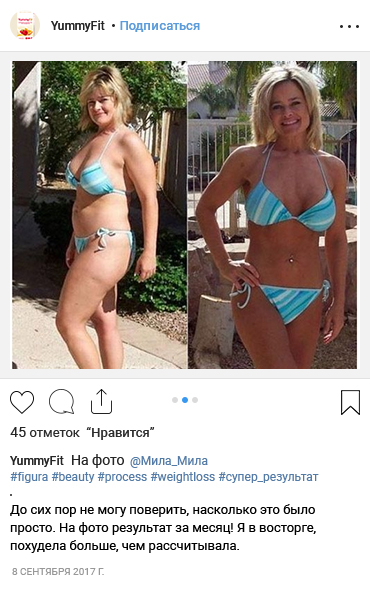 YummyFit
YummyFit • Подписаться
45 отметок “Нравится”
YummyFit На фото @Мила_Мила
#figura #beauty #process #weightloss #супер_результат
.
До сих пор не могу поверить, насколько это было
просто. На фото результат за месяц! Я в восторге,
похудела больше, чем рассчитывала.
8 СЕНТЯБРЯ 2017 Г.